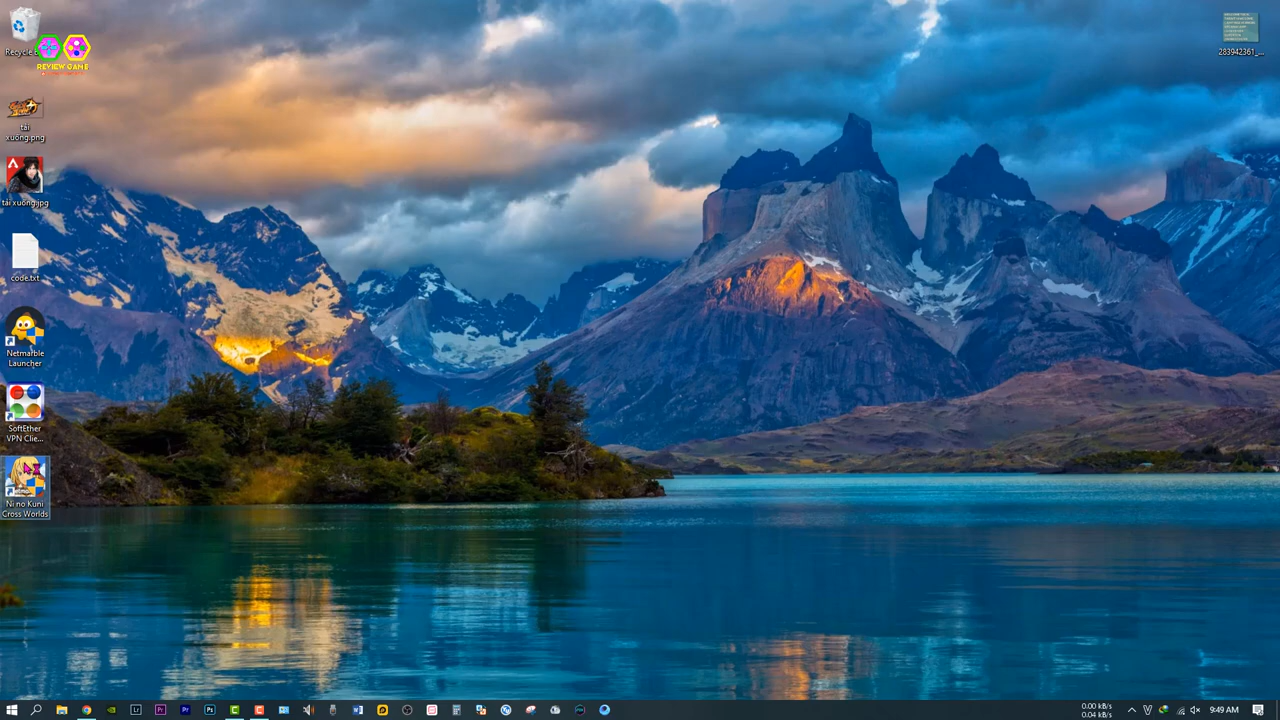 Recycle B
REVIEW GAME
tải
xuống.png
tải xuống.jpg
code.txt
Netmarble
Launcher
SoftEther
VPN Clie...
Ni no Kuni
Cross Worlds
283942361_...
0.00 kB/s
0.04 kB/s
9:49 AM